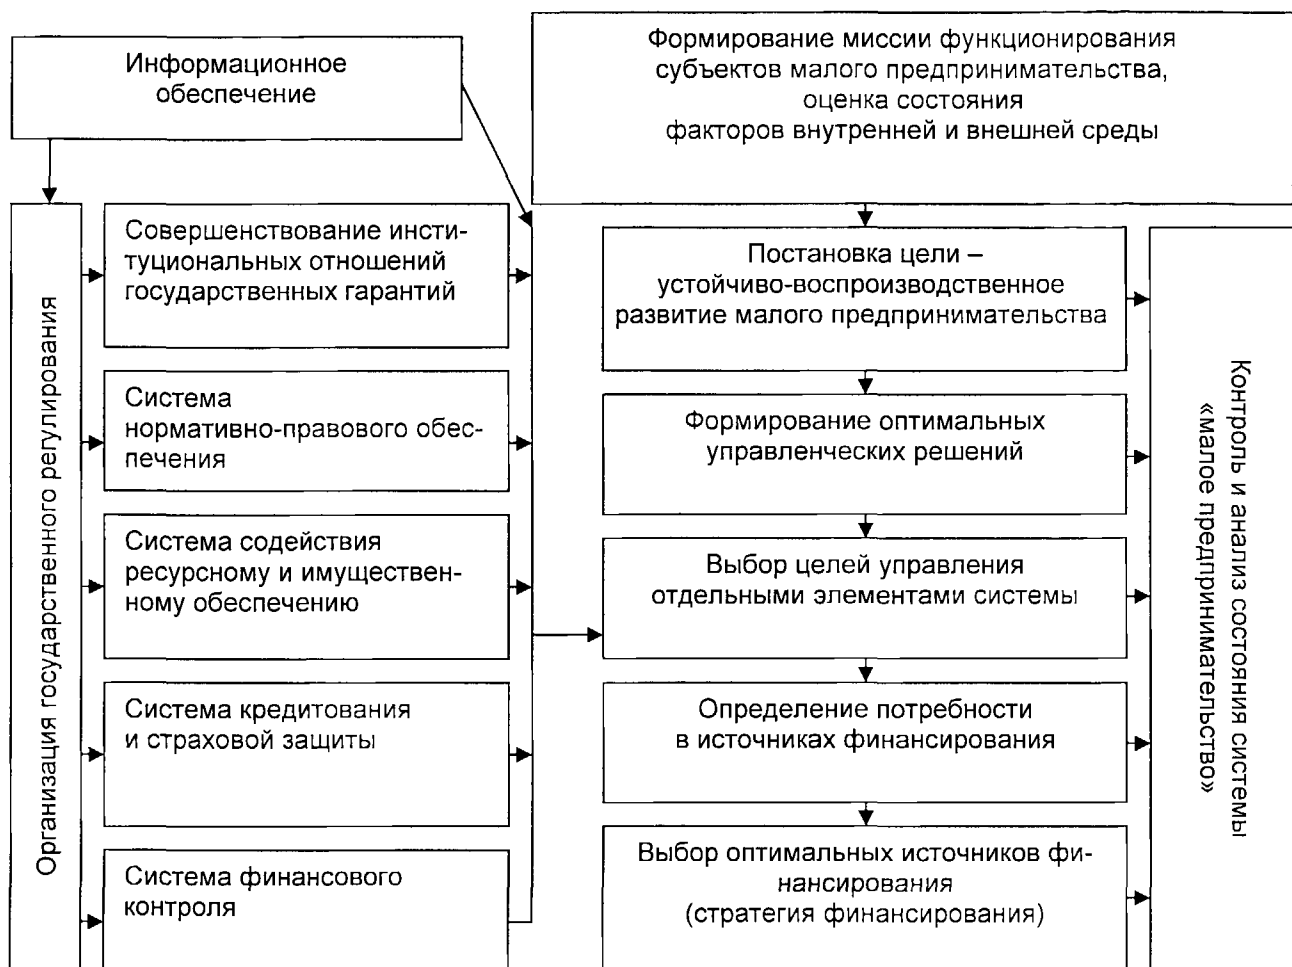 Информационное
обеспечение
Формирование миссии функционирования
субъектов малого предпринимательства,
оценка состояния
факторов внутренней и внешней среды
Организация государственного регулирования
Совершенствование инсти-
туциональных отношений
государственных гарантий
Система
нормативно-правового обес-
печения
Система содействия
ресурсному и имуществен-
ному обеспечению
Система кредитования
и страховой защиты
Система финансового
контроля
Постановка цели –
устойчиво-воспроизводственное
развитие малого предпринимательства
Формирование оптимальных
управленческих решений
Выбор целей управления
отдельными элементами системы
Определение потребности
в источниках финансирования
Выбор оптимальных источников фи-
нансирования
(стратегия финансирования)
Контроль и анализ состояния системы
«малое предпринимательство»